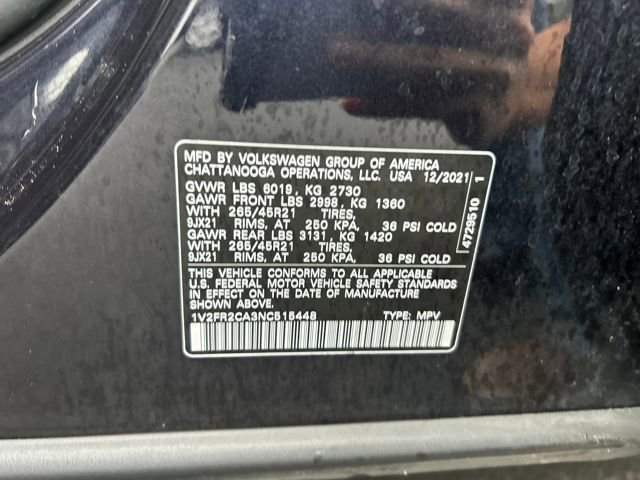 MFD BY VOLKSWAGEN GROUP OF AMERICA
CHATTANOOGA OPERATIONS, LLC. USA 12/2021
GVWR LBS 6019, KG 2730
GAWR FRONT LBS 2998, KG 1360
WITH 265/45R21 TIRES,
9JX21 RIMS, AT 250 KPA, 36 PSI COLD
GAWR REAR LBS 3131, KG 1420
WITH 265/45R21 TIRES,
9JX21 RIMS, AT 250 KPA, 36 PSI COLD
THIS VEHICLE CONFORMS TO ALL APPLICABLE
U.S. FEDERAL MOTOR VEHICLE SAFETY STANDARDS
IN EFFECT ON THE DATE OF MANUFACTURE
SHOWN ABOVE.
1V2FR2CA3NC515448 TYPE: MPV
4729510 1